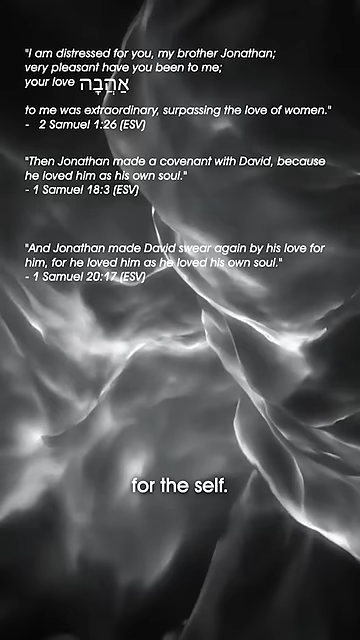 "I am distressed for you, my brother Jonathan;
very pleasant have you been to me;
your love אַהֲבָה
to me was extraordinary, surpassing the love of women."
- 2 Samuel 1:26 (ESV)
"Then Jonathan made a covenant with David, because
he loved him as his own soul."
- 1 Samuel 18:3 (ESV)
"And Jonathan made David swear again by his love for
him, for he loved him as he loved his own soul."
- 1 Samuel 20:17 (ESV)
for the self.